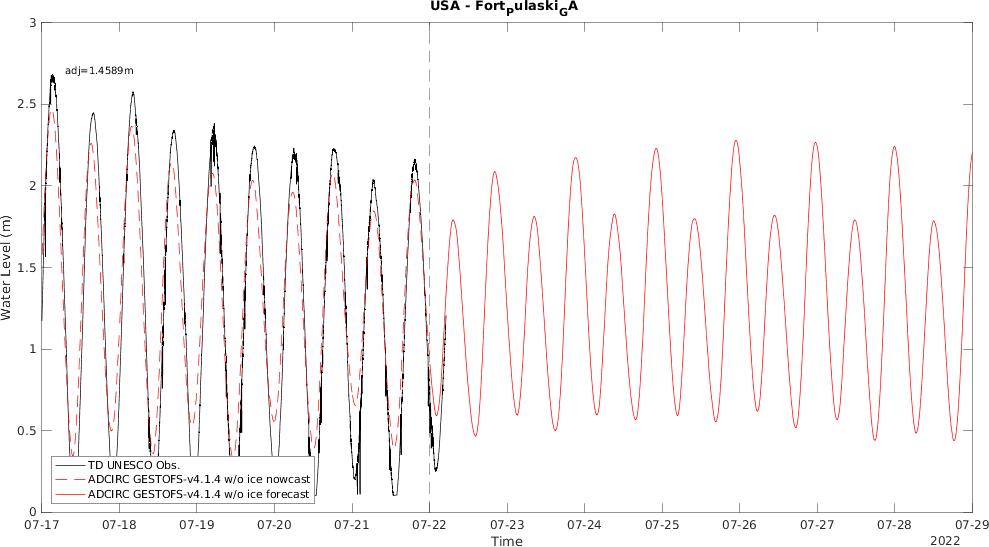 USA - FortPulaskiGA
adj=1.4589m
3
2.5
2
1.5
1
0.5
0
Water Level (m)
TD UNESCO Obs.
ADCIRC GESTOFS-v4.1.4 w/o ice nowcast
ADCIRC GESTOFS-v4.1.4 w/o ice forecast
07-17 07-18 07-19 07-20 07-21 07-22 07-23 07-24 07-25 07-26 07-27 07-28 07-29
Time
2022